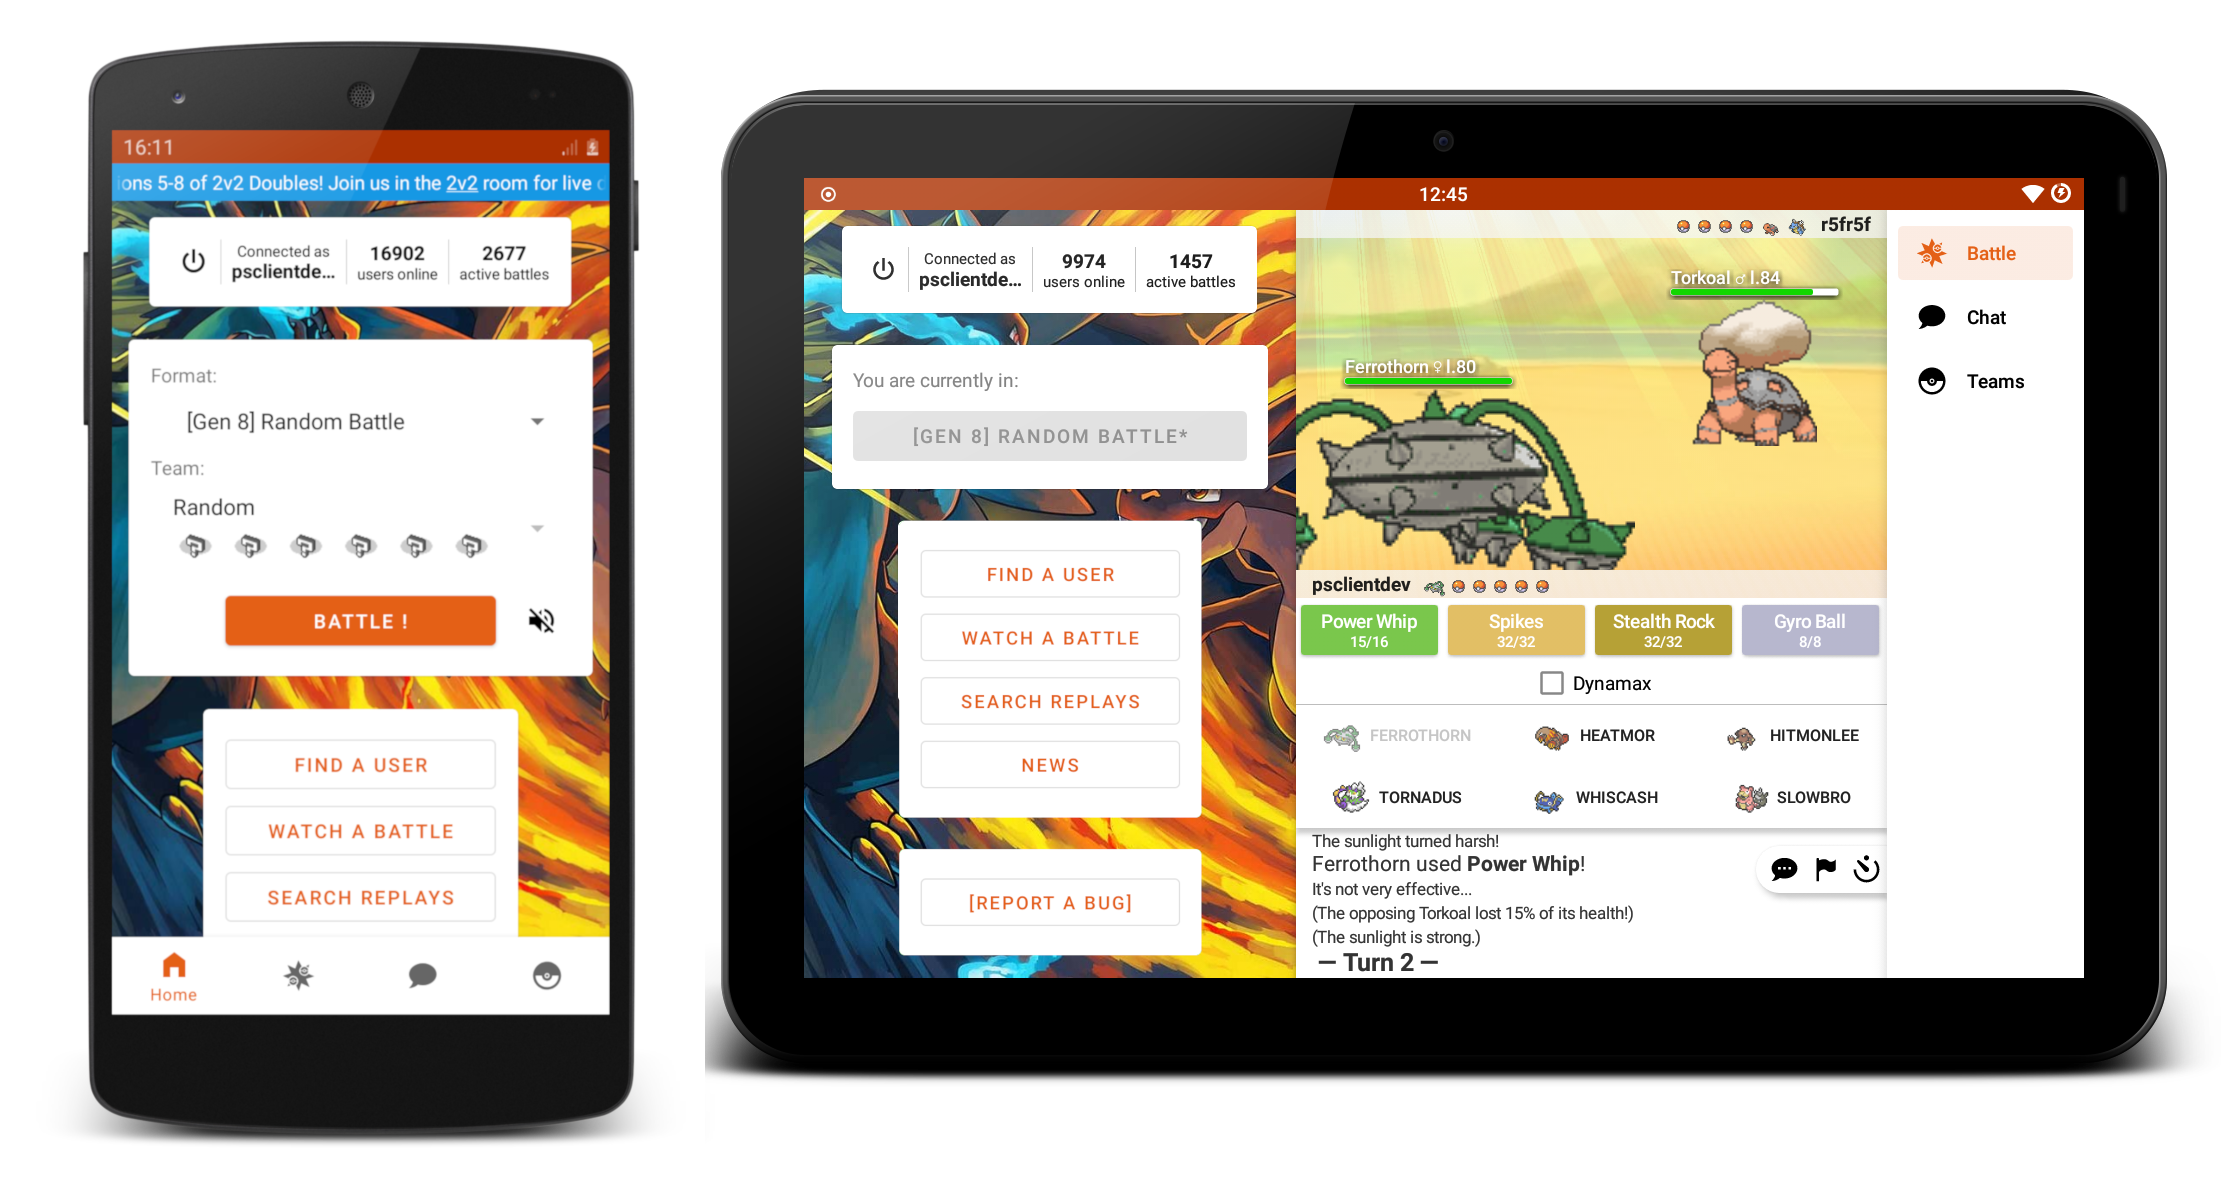 16:11
ions 5-8 of 2v2 Doubles! Join us in the 2v2 room for live
Connected as
psclientde...
16902
users online
2677
active battles
Format:
[Gen 8] Random Battle
Team:
Random
BATTLE !
FIND A USER
WATCH A BATTLE
SEARCH REPLAYS
Home
12:45
Connected as
psclientde...
9974
users online
1457
active battles
You are currently in:
[GEN 8] RANDOM BATTLE*
FIND A USER
WATCH A BATTLE
SEARCH REPLAYS
NEWS
[REPORT A BUG]
r5fr5f
Torkoal ♂ l.84
Ferrothorn ♀ l.80
psclientdev
Power Whip
15/16
Spikes
32/32
Stealth Rock
32/32
Gyro Ball
8/8
Dynamax
FERROTHORN
HEATMOR
HITMONLEE
TORNADUS
WHISCASH
SLOWBRO
The sunlight turned harsh!
Ferrothorn used Power Whip!
It's not very effective...
(The opposing Torkoal lost 15% of its health!)
(The sunlight is strong.)
— Turn 2 —
Battle
Chat
Teams